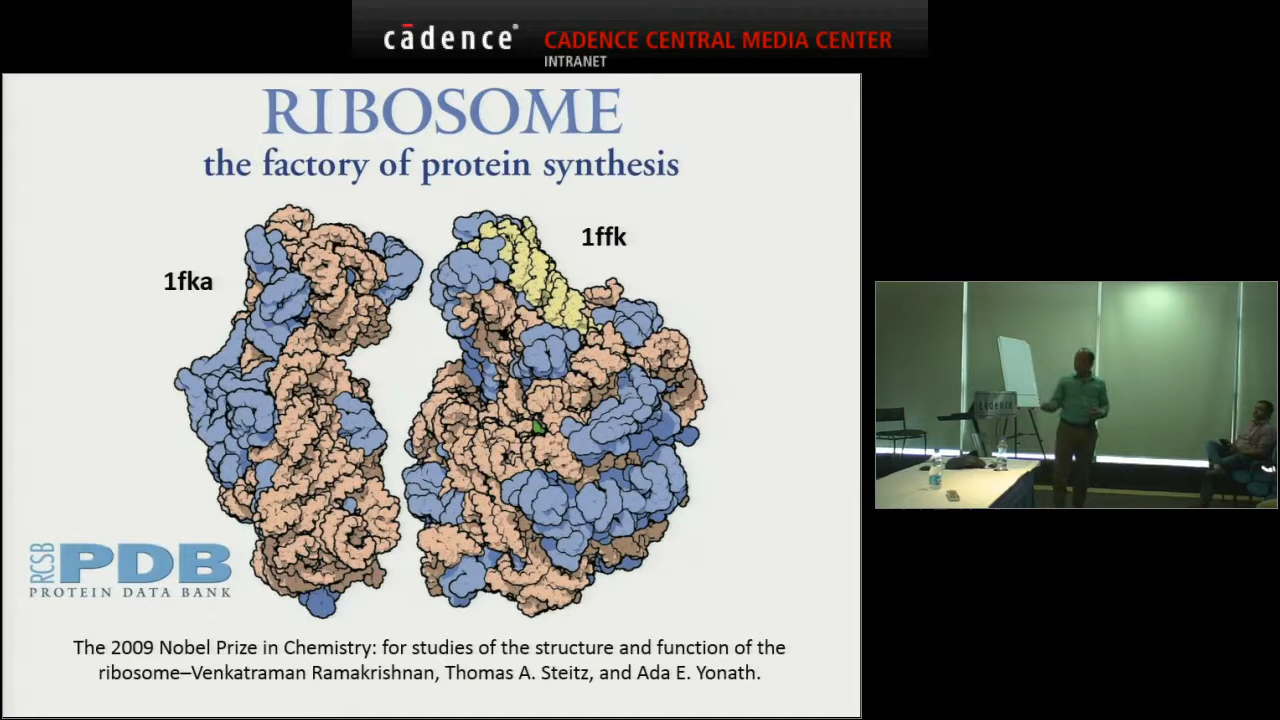 cādence®
CADENCE CENTRAL MEDIA CENTER
INTRANET
RIBOSOME
the factory of protein synthesis
1fka
1ffk
RCSB
PDB
PROTEIN DATA BANK
The 2009 Nobel Prize in Chemistry: for studies of the structure and function of the
ribosome–Venkatraman Ramakrishnan, Thomas A. Steitz, and Ada E. Yonath.
cādence